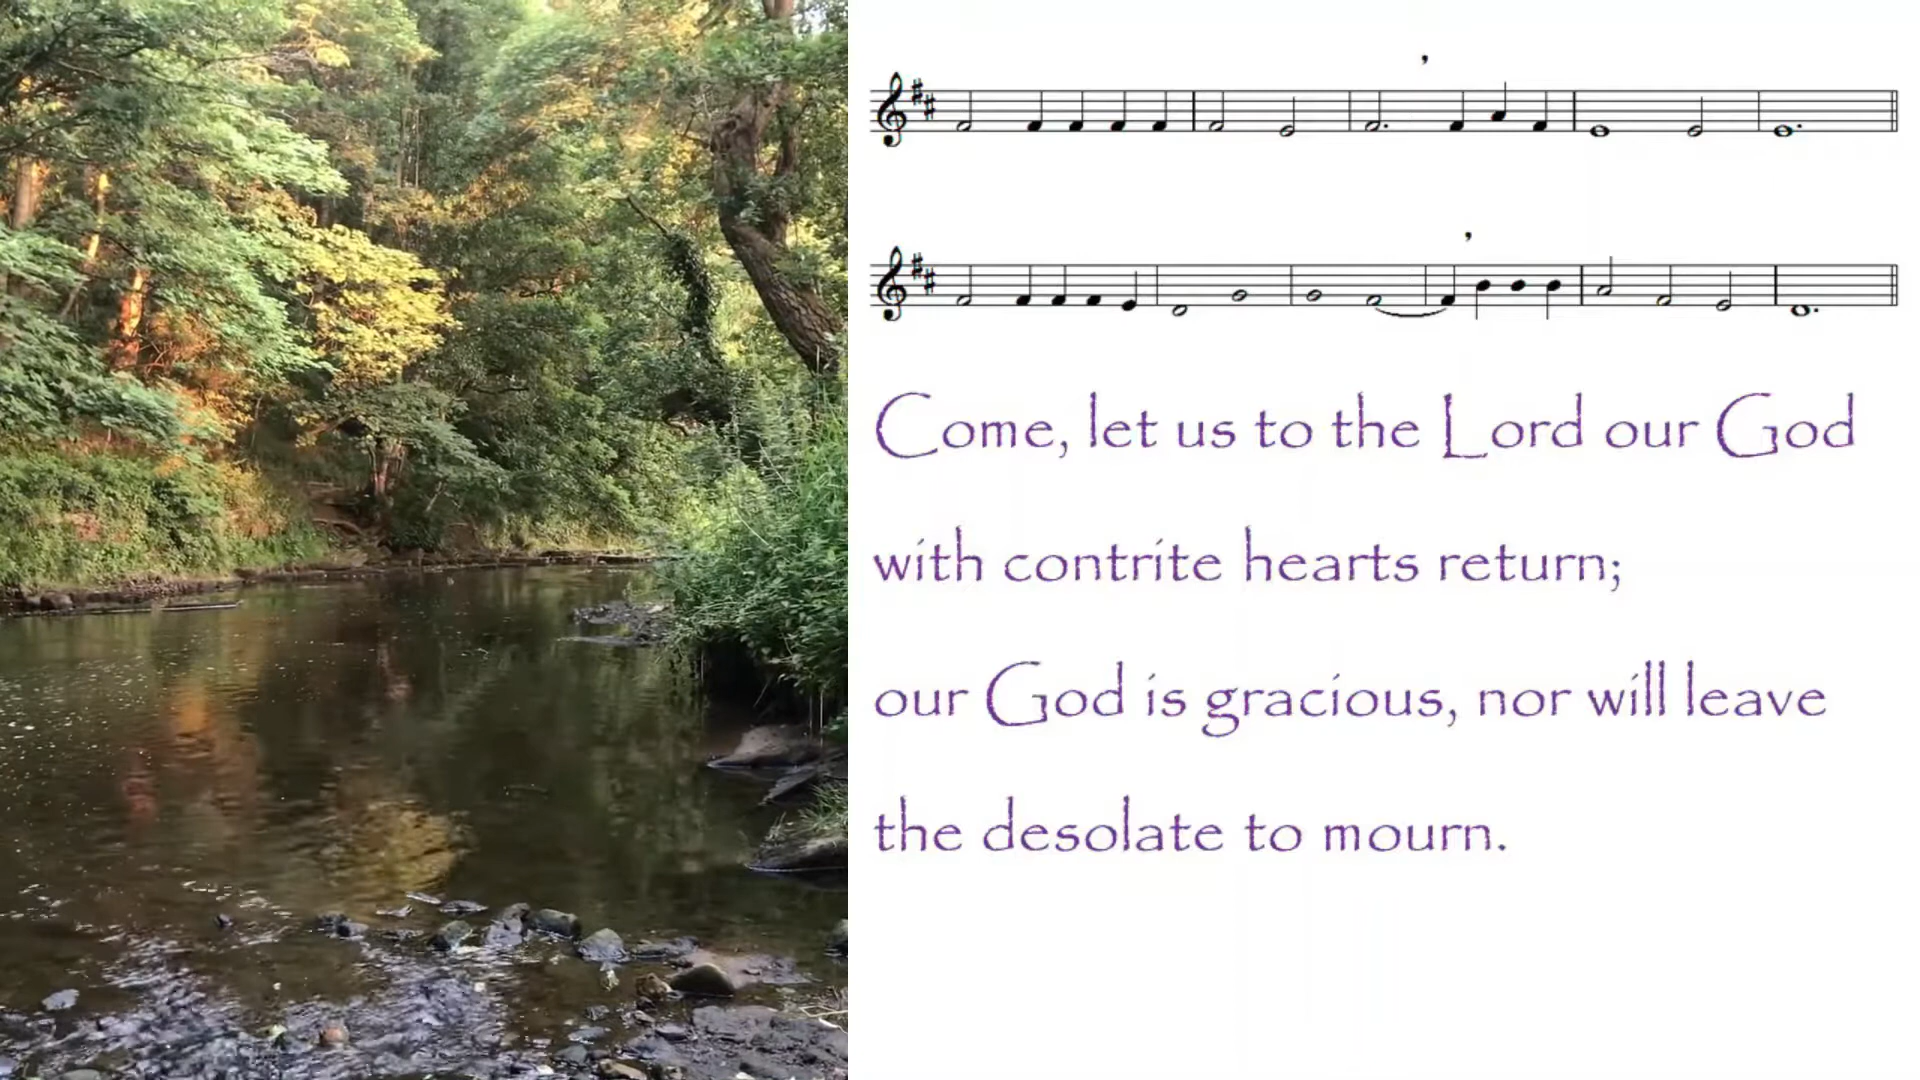 Come, let us to the Lord our God
with contrite hearts return;
our God is gracious, nor will leave
the desolate to mourn.